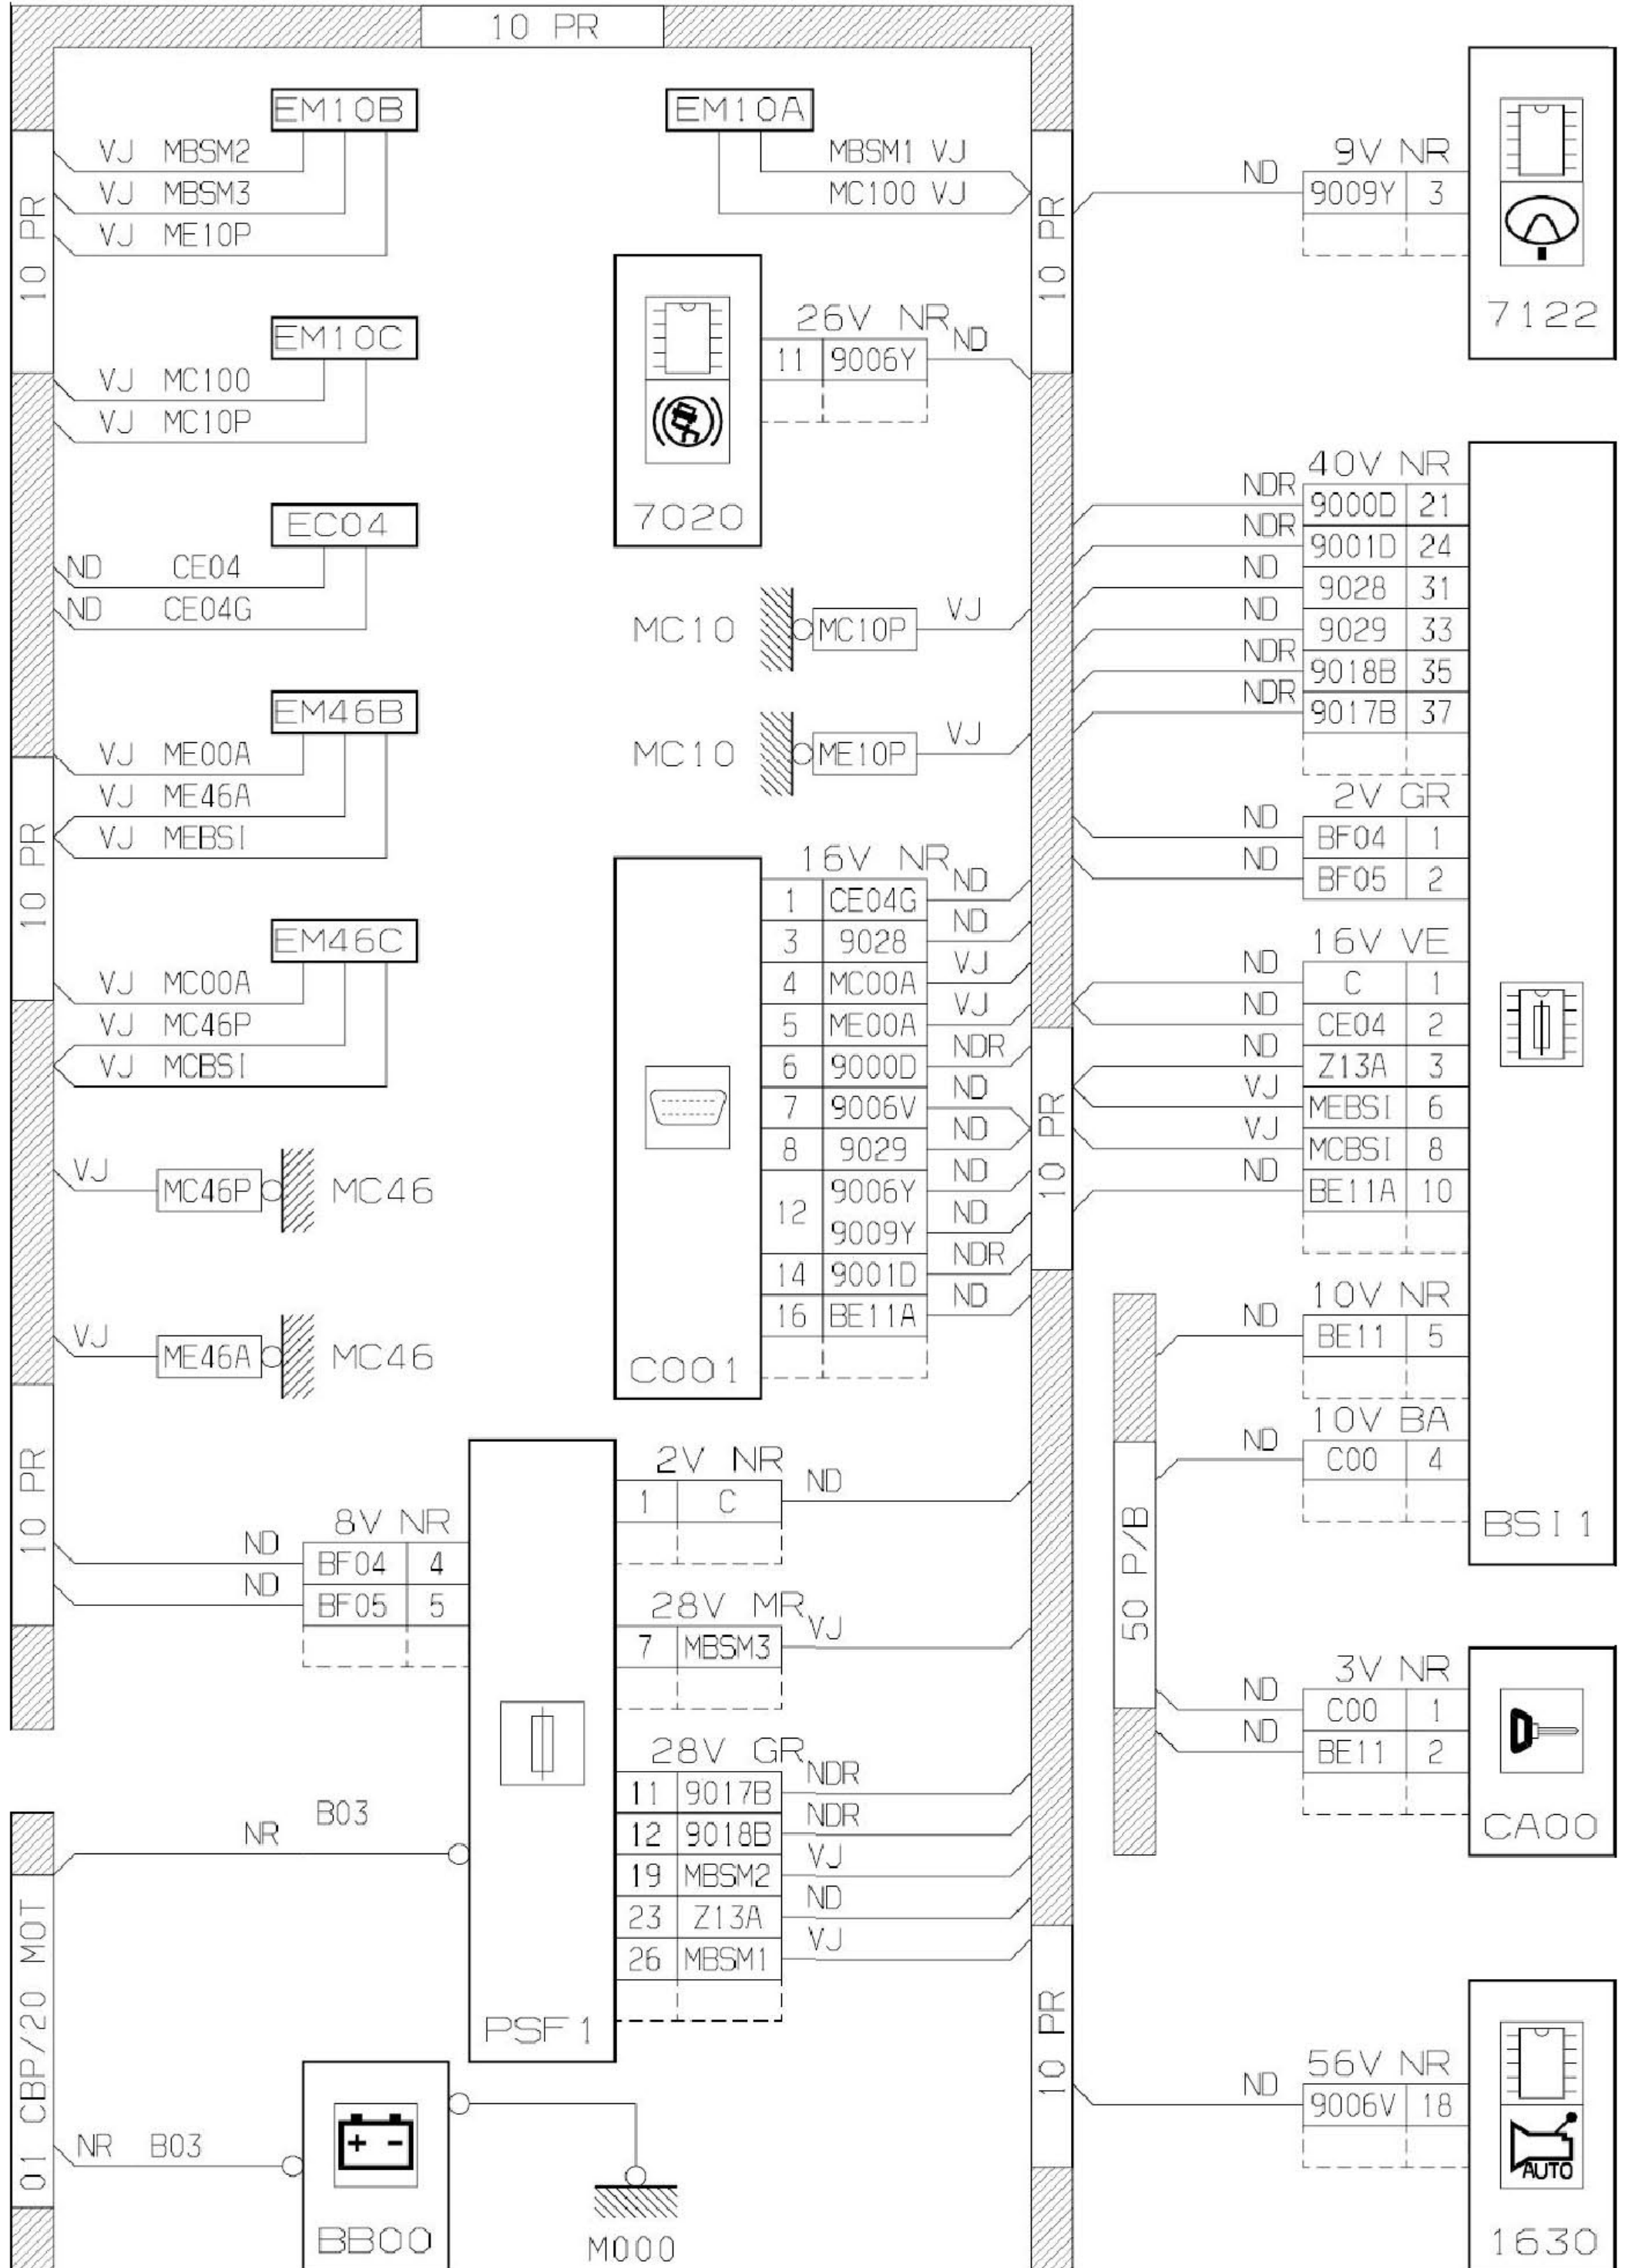 10 PR
EM10B
VJ MBSM2
VJ MBSM3
VJ ME10P
10 PR
EM10C
VJ MC100
VJ MC10P
EC04
ND CE04
ND CE04G
EM46B
VJ ME00A
VJ ME46A
VJ MEBSI
10 PR
EM46C
VJ MC00A
VJ MC46P
VJ MCBSI
VJ MC46P MC46
VJ ME46A MC46
10 PR
EM10A
MBSM1 VJ
MC100 VJ
10 PR
7020
26V NR
11 9006Y ND
MC10 MC10P VJ
MC10 ME10P VJ
C001
16V NR
1 CE04G ND
3 9028 ND
4 MC00A VJ
5 ME00A VJ
6 9000D NDR
7 9006V ND
8 9029 ND
12 9006Y ND
9009Y ND
14 9001D NDR
16 BE11A ND
10 PR
8V NR
ND BF04 4
ND BF05 5
PSF1
2V NR
1 C ND
28V MR
7 MBSM3 VJ
28V GR
11 9017B NDR
12 9018B NDR
19 MBSM2 VJ
23 Z13A ND
26 MBSM1 VJ
10 PR
NR B03
01 CBP/20 MOT
NR B03
+ -
BB00
M000
9V NR
ND 9009Y 3
7122
40V NR
NDR 9000D 21
NDR 9001D 24
ND 9028 31
ND 9029 33
NDR 9018B 35
NDR 9017B 37
2V GR
ND BF04 1
ND BF05 2
16V VE
ND C 1
ND CE04 2
ND Z13A 3
VJ MEBSI 6
VJ MCBSI 8
ND BE11A 10
10V NR
ND BE11 5
10V BA
ND C00 4
BSI1
50 P/B
3V NR
ND C00 1
ND BE11 2
CA00
56V NR
ND 9006V 18
AUTO
1630